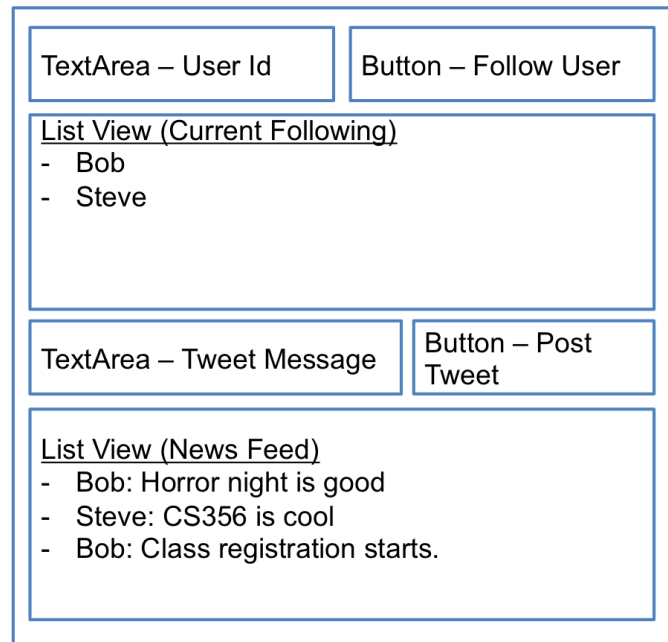 TextArea – User Id
Button – Follow User
List View (Current Following)
- Bob
- Steve
TextArea – Tweet Message
Button – Post
Tweet
List View (News Feed)
- Bob: Horror night is good
- Steve: CS356 is cool
- Bob: Class registration starts.